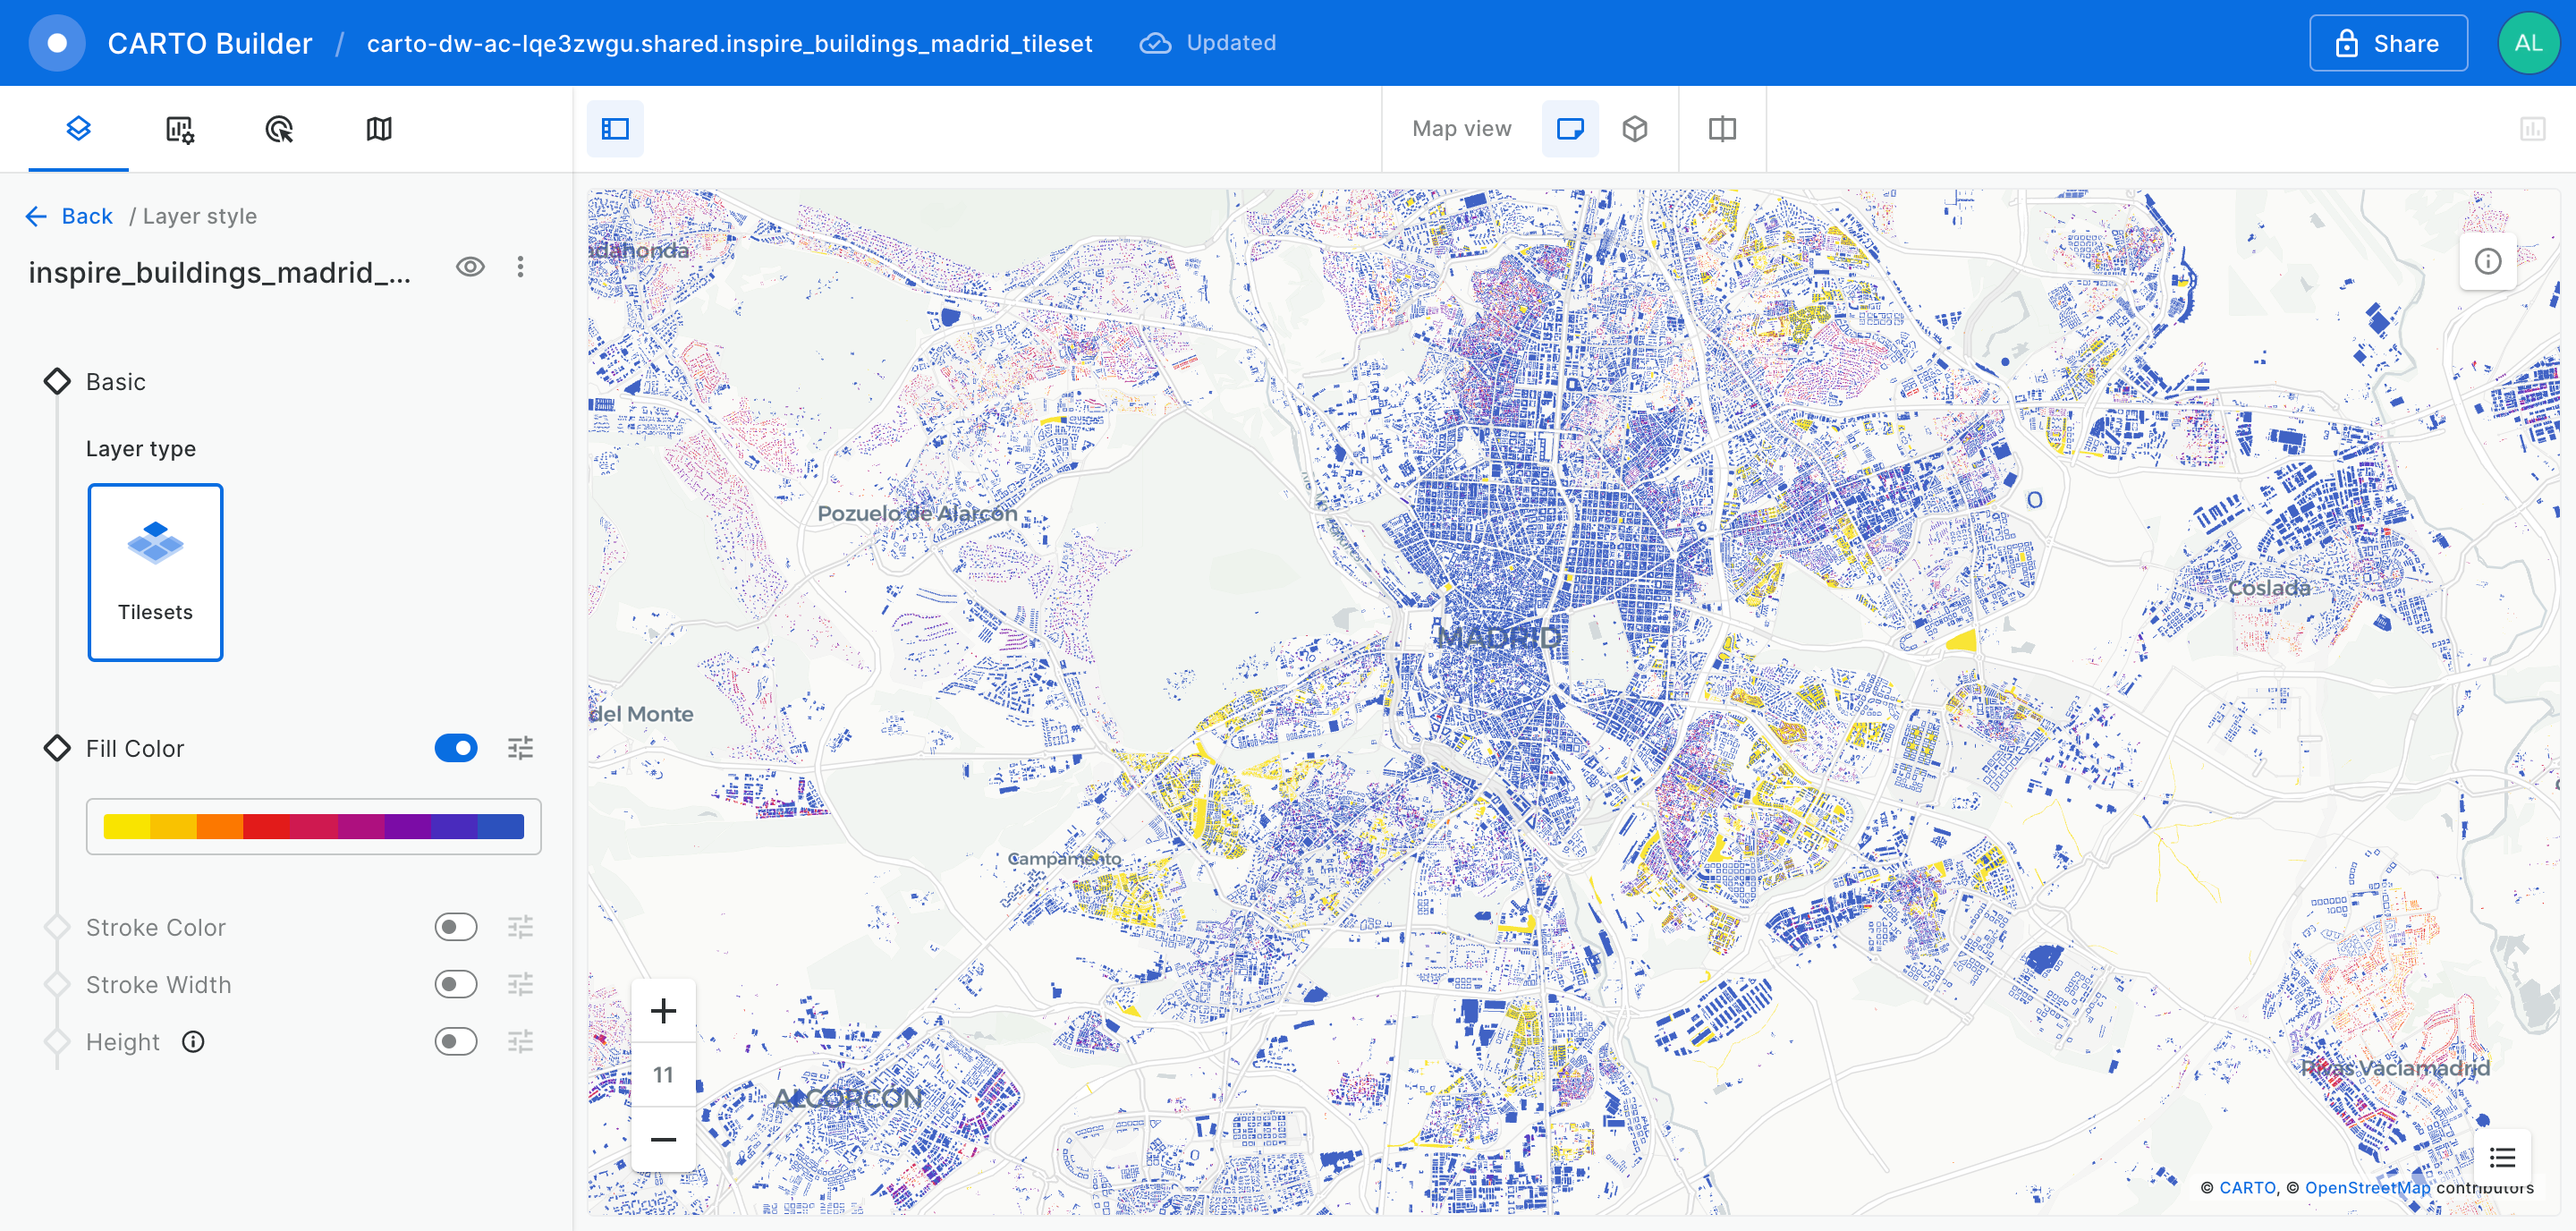 CARTO Builder / carto-dw-ac-lqe3zwgu.shared.inspire_buildings_madrid_tileset Updated Share AL
Map view
Back / Layer style
inspire_buildings_madrid_...
Basic
Layer type
Tilesets
Fill Color
Stroke Color
Stroke Width
Height
adahonda
Pozuelo de Alarcón
MADRID
Coslada
del Monte
Campamento
11
ALCORCÓN
Rivas Vaciamadrid
© CARTO, © OpenStreetMap contributors